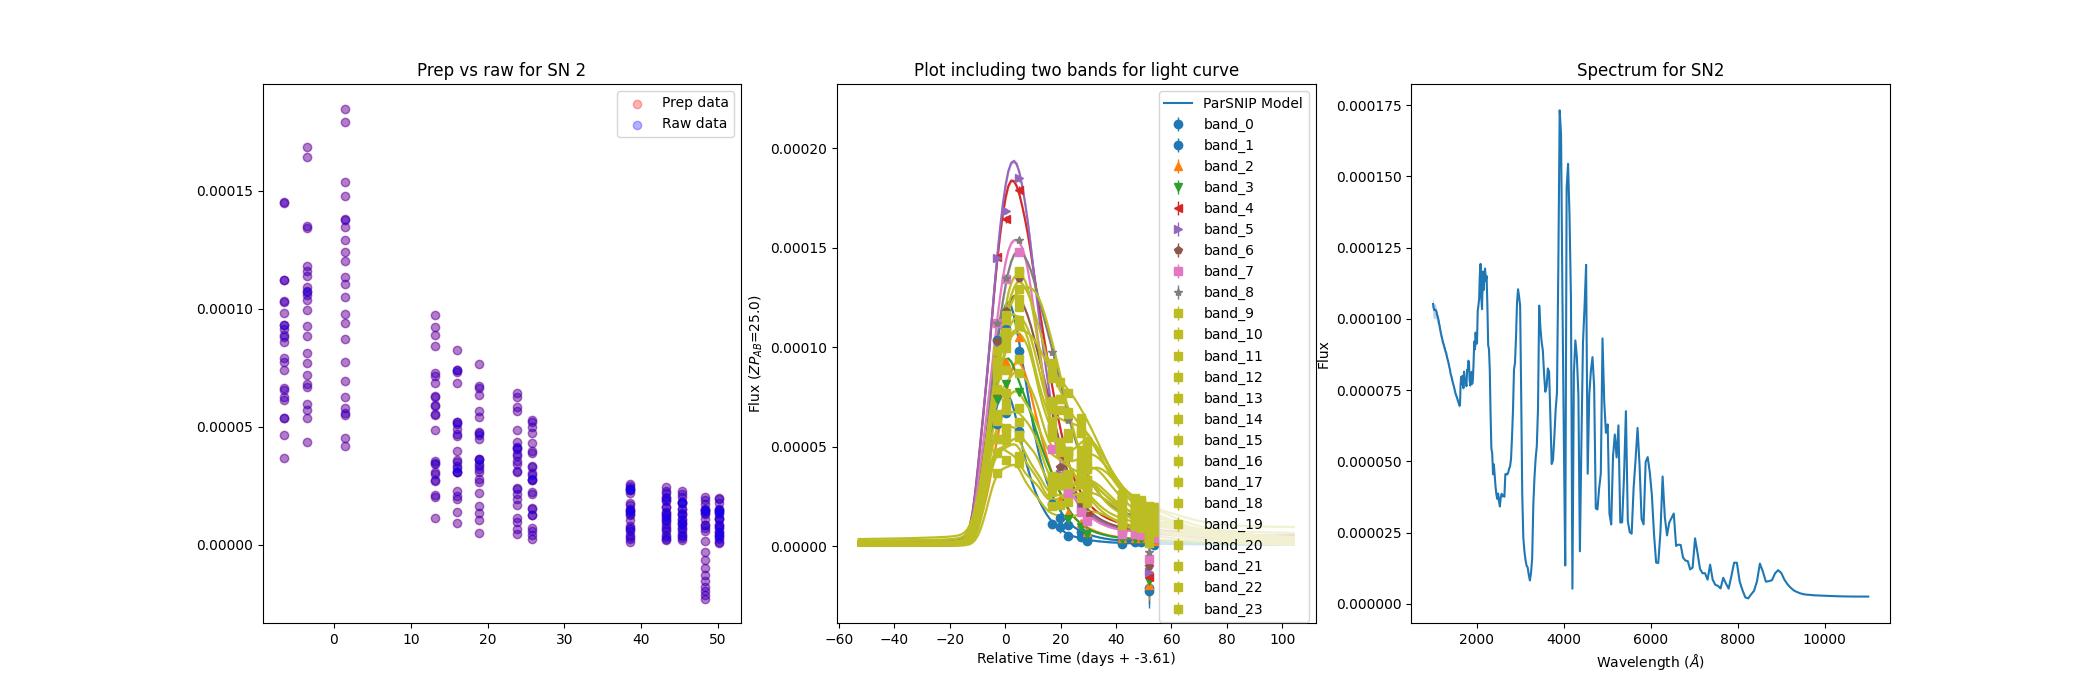 Prep vs raw for SN 2
Prep data
Raw data
0.00015
0.00010
0.00005
0.00000
0
10
20
30
40
50
Plot including two bands for light curve
Flux (ZP_AB=25.0)
0.00020
0.00015
0.00010
0.00005
0.00000
ParSNIP Model
band_0
band_1
band_2
band_3
band_4
band_5
band_6
band_7
band_8
band_9
band_10
band_11
band_12
band_13
band_14
band_15
band_16
band_17
band_18
band_19
band_20
band_21
band_22
band_23
−60
−40
−20
0
20
40
60
80
100
Relative Time (days + -3.61)
Spectrum for SN2
Flux
0.000175
0.000150
0.000125
0.000100
0.000075
0.000050
0.000025
0.000000
2000
4000
6000
8000
10000
Wavelength (Å)